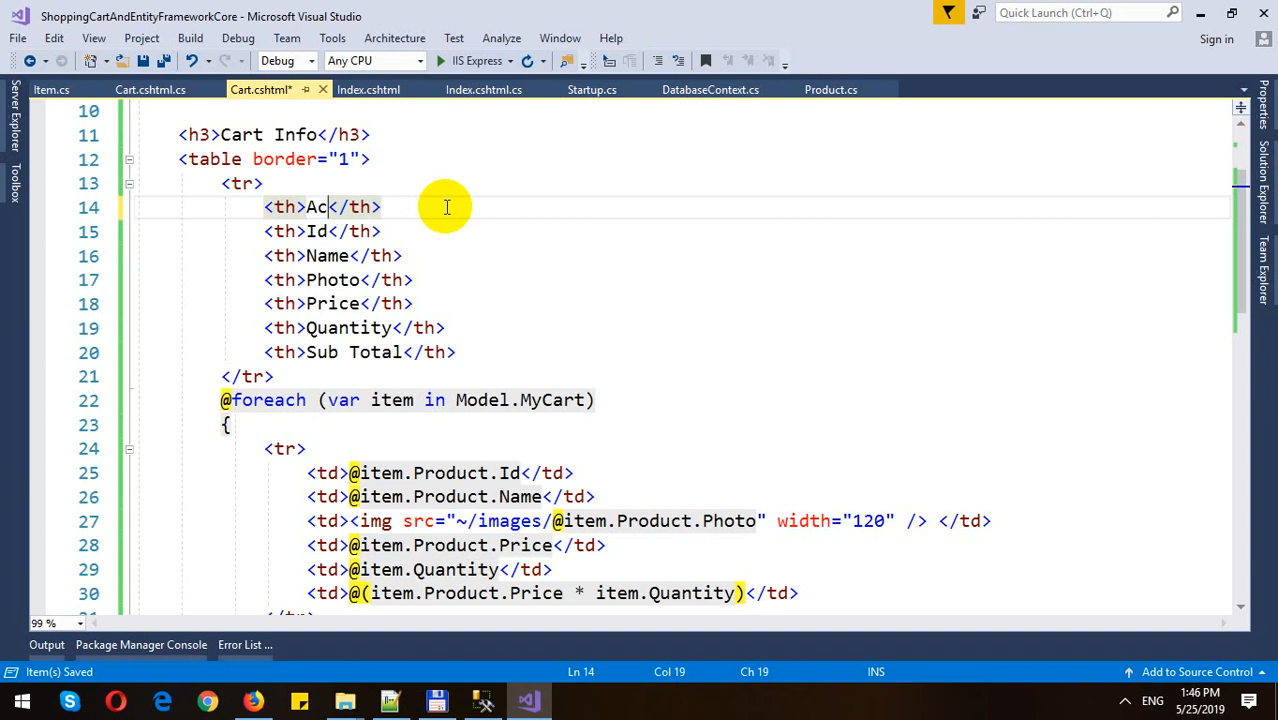 ShoppingCartAndEntityFrameworkCore - Microsoft Visual Studio
Quick Launch (Ctrl+Q)
File Edit View Project Build Debug Team Tools Architecture Test Analyze Window Help
Sign in
Debug Any CPU IIS Express
Item.cs Cart.cshtml.cs Cart.cshtml* Index.cshtml Index.cshtml.cs Startup.cs DatabaseContext.cs Product.cs
Server Explorer
Toolbox
Properties
Solution Explorer
Team Explorer
10
11 <h3>Cart Info</h3>
12 <table border="1">
13 <tr>
14 <th>Ac</th>
15 <th>Id</th>
16 <th>Name</th>
17 <th>Photo</th>
18 <th>Price</th>
19 <th>Quantity</th>
20 <th>Sub Total</th>
21 </tr>
22 @foreach (var item in Model.MyCart)
23 {
24 <tr>
25 <td>@item.Product.Id</td>
26 <td>@item.Product.Name</td>
27 <td><img src="~/images/@item.Product.Photo" width="120" /> </td>
28 <td>@item.Product.Price</td>
29 <td>@item.Quantity</td>
30 <td>@(item.Product.Price * item.Quantity)</td>
31 </tr>
99 %
Output Package Manager Console Error List ...
Item(s) Saved Ln 14 Col 19 Ch 19 INS Add to Source Control
ENG
1:46 PM
5/25/2019